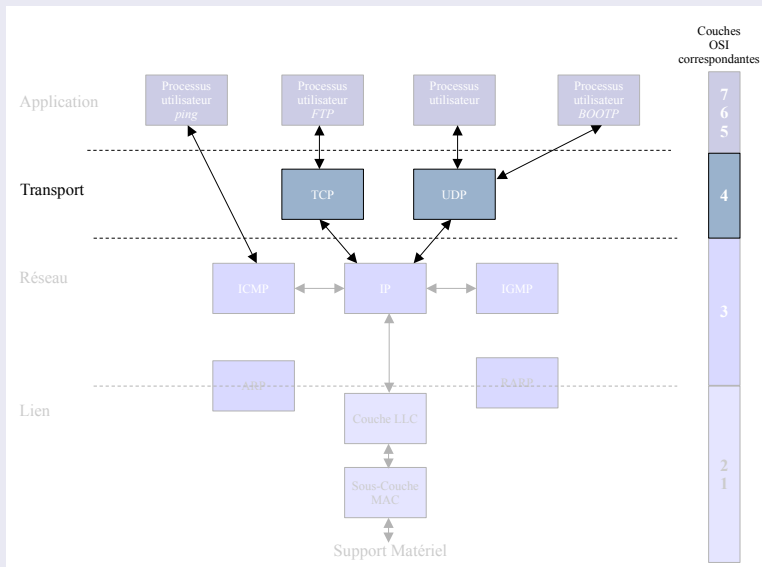 Couches
OSI
correspondantes
Application
Processus
utilisateur
ping
Processus
utilisateur
FTP
Processus
utilisateur
Processus
utilisateur
BOOTP
7
6
5
Transport
TCP
UDP
4
Réseau
ICMP
IP
IGMP
3
ARP
RARP
Lien
Couche LLC
Sous-Couche
MAC
2
1
Support Matériel